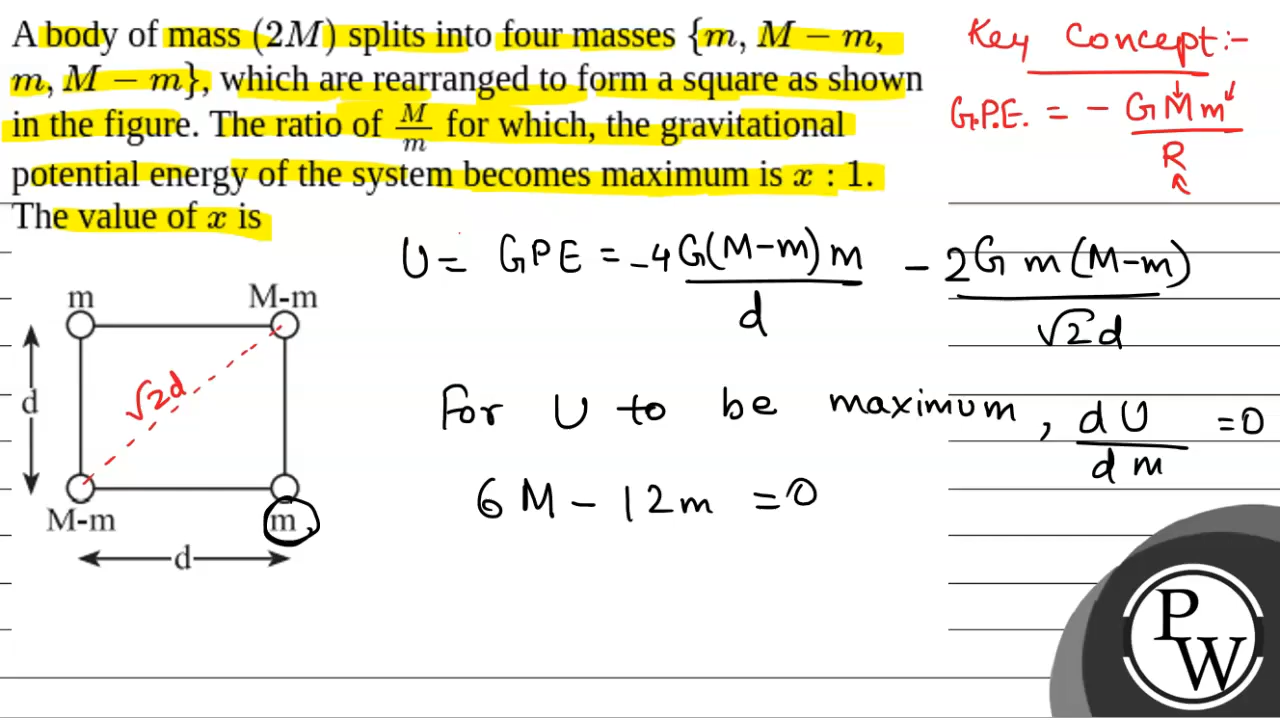 A body of mass (2M) splits into four masses {m, M − m,
m, M − m}, which are rearranged to form a square as shown
in the figure. The ratio of M/m for which, the gravitational
potential energy of the system becomes maximum is x : 1.
The value of x is
Key Concept:-
G.P.E. = - GMm/R
U = GPE = -4G(M-m)m/d - 2Gm(M-m)/√2d
m M-m
√2d
d
M-m m
d
For U to be maximum, dU/dm = 0
6M - 12m = 0
PW